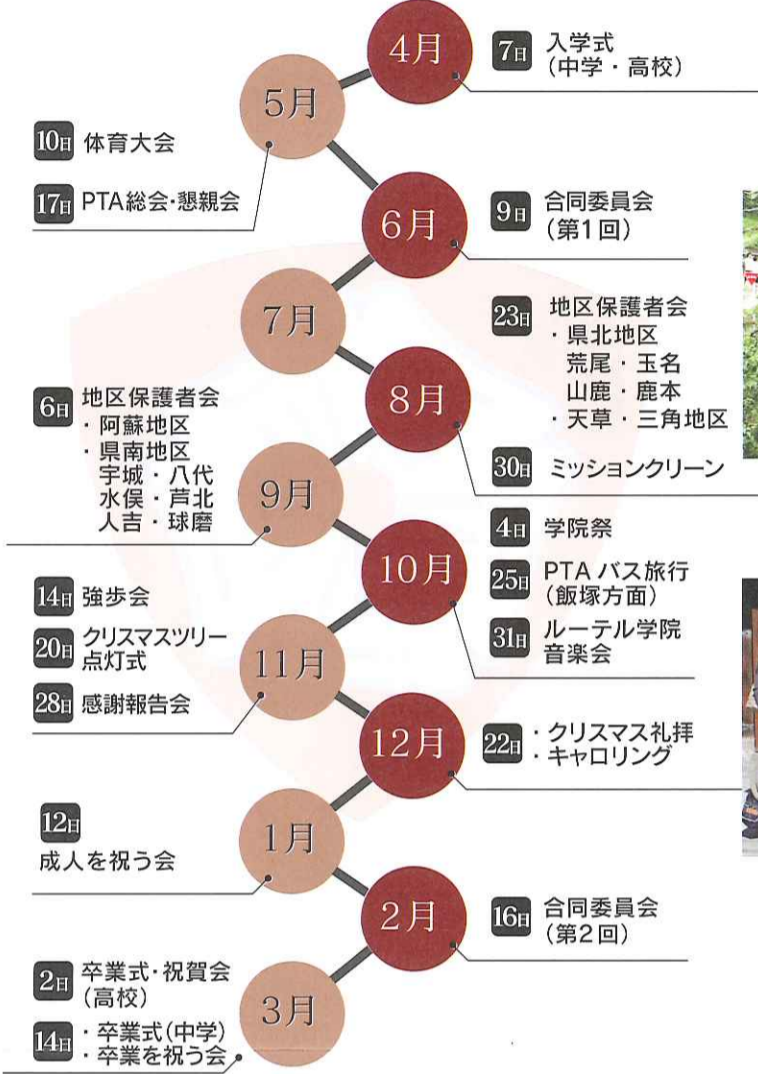 4月
7日 入学式
(中学・高校)
5月
10日 体育大会
17日 PTA総会・懇親会
6月
9日 合同委員会
(第1回)
7月
8月
23日 地区保護者会
・県北地区
荒尾・玉名
山鹿・鹿本
・天草・三角地区
30日 ミッションクリーン
9月
6日 地区保護者会
・阿蘇地区
・県南地区
宇城・八代
水俣・芦北
人吉・球磨
10月
4日 学院祭
25日 PTAバス旅行
(飯塚方面)
31日 ルーテル学院
音楽会
11月
14日 強歩会
20日 クリスマスツリー
点灯式
28日 感謝報告会
12月
22日 ・クリスマス礼拝
・キャロリング
1月
12日
成人を祝う会
2月
16日 合同委員会
(第2回)
3月
2日 卒業式・祝賀会
(高校)
14日 ・卒業式(中学)
・卒業を祝う会